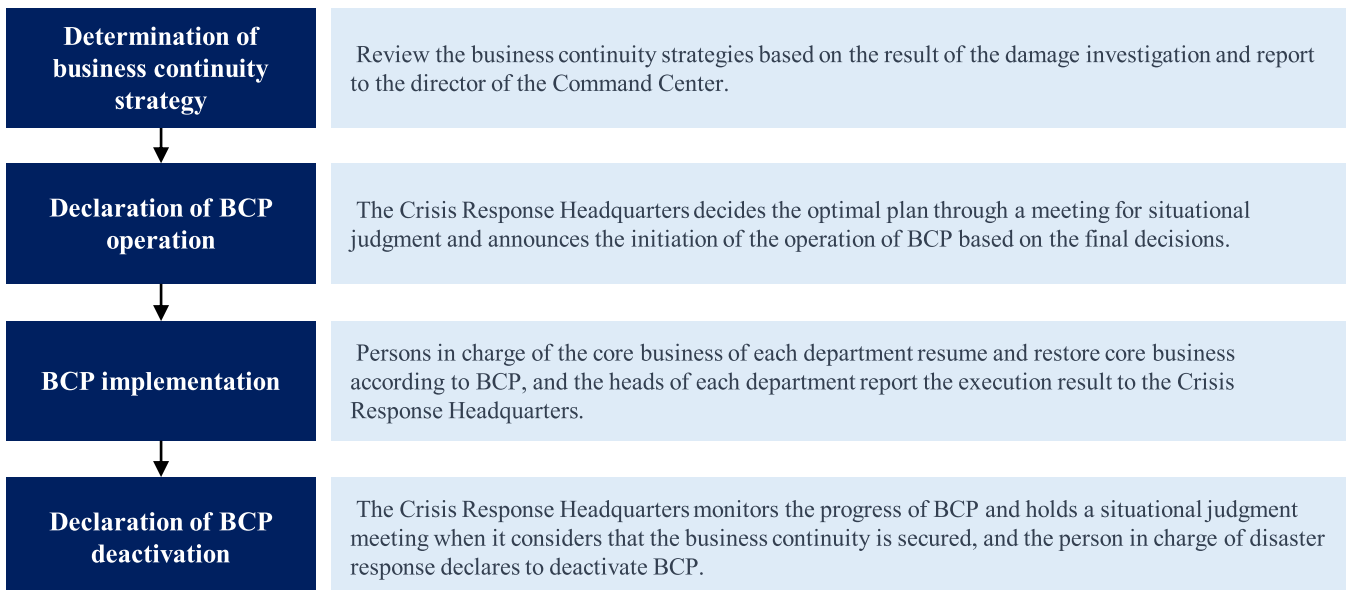 Determination of
business continuity
strategy
Review the business continuity strategies based on the result of the damage investigation and report
to the director of the Command Center.
Declaration of BCP
operation
The Crisis Response Headquarters decides the optimal plan through a meeting for situational
judgment and announces the initiation of the operation of BCP based on the final decisions.
BCP implementation
Persons in charge of the core business of each department resume and restore core business
according to BCP, and the heads of each department report the execution result to the Crisis
Response Headquarters.
Declaration of BCP
deactivation
The Crisis Response Headquarters monitors the progress of BCP and holds a situational judgment
meeting when it considers that the business continuity is secured, and the person in charge of disaster
response declares to deactivate BCP.